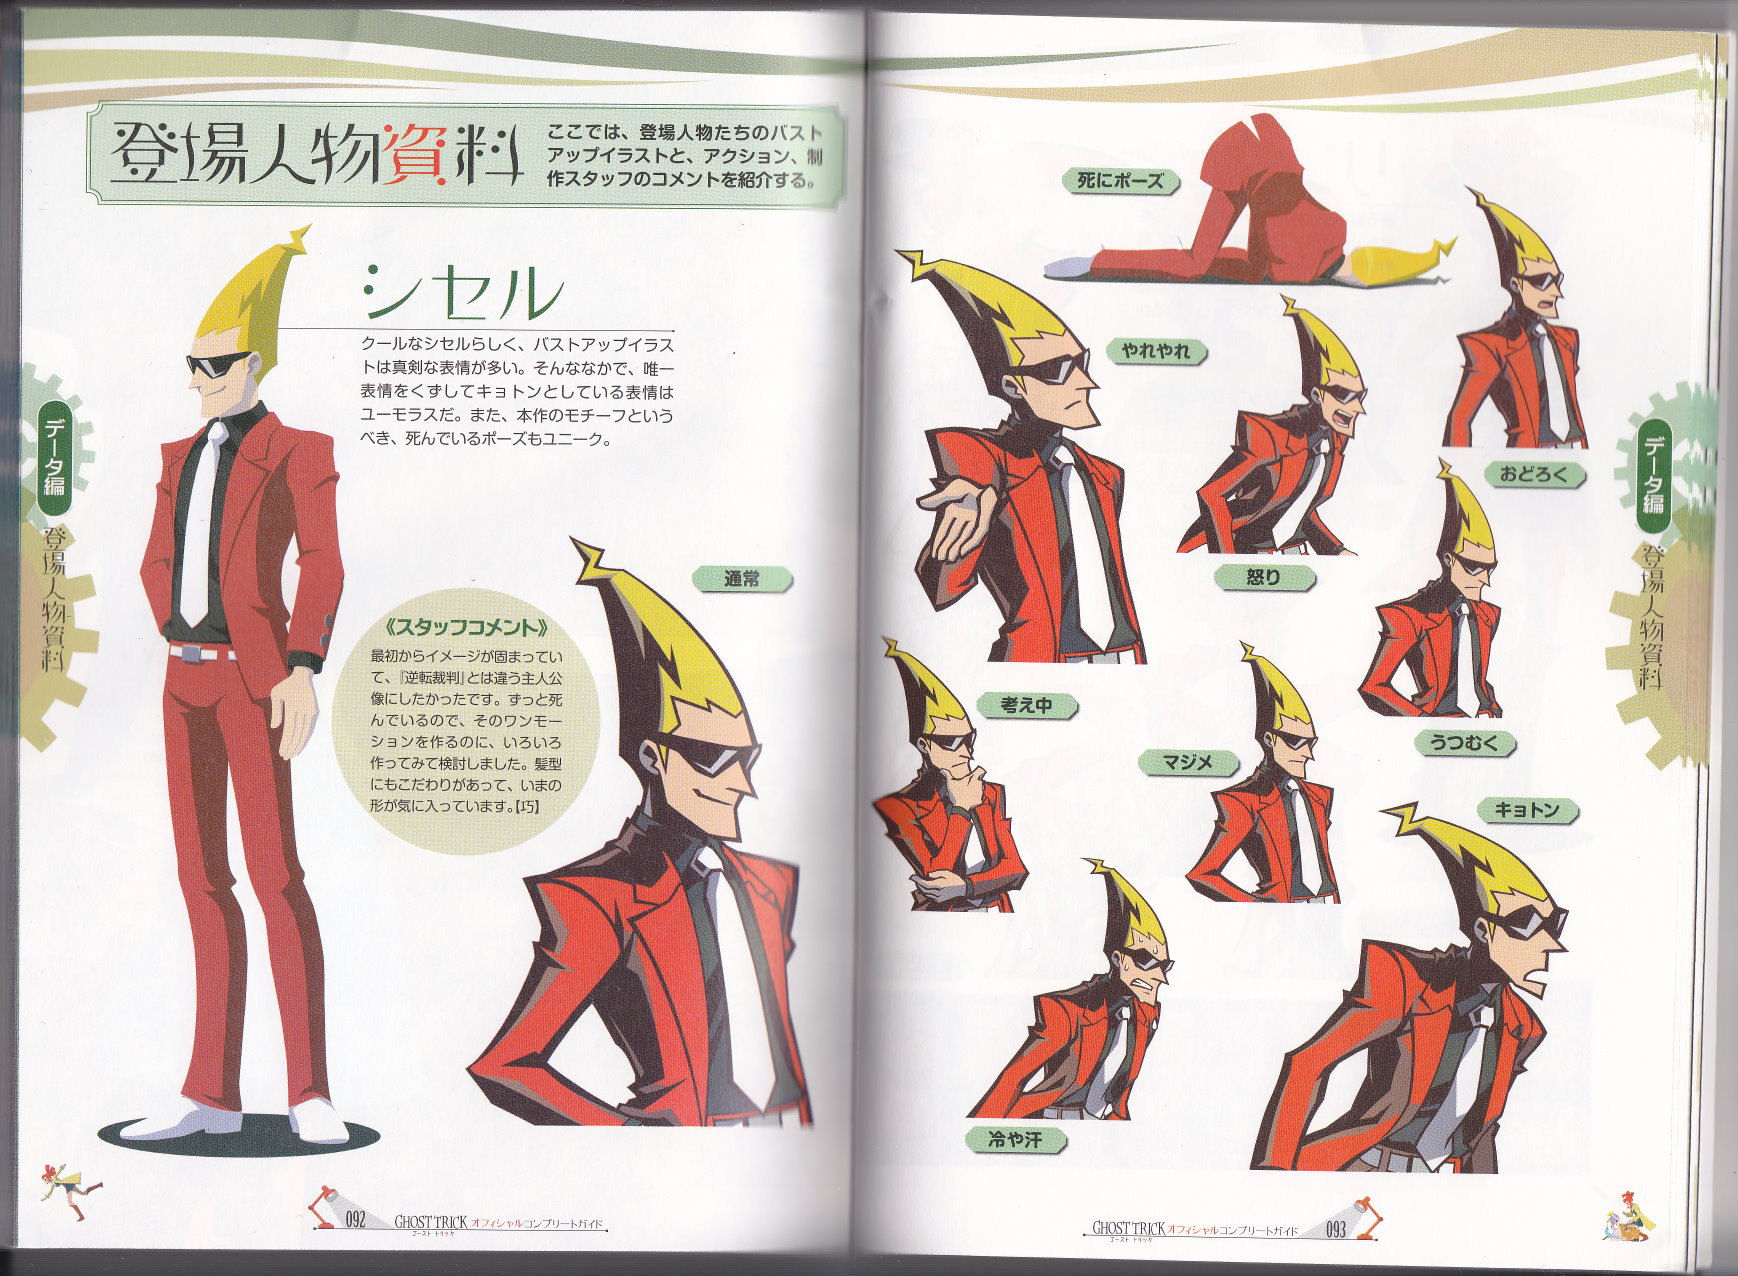 登場人物資料
ここでは、登場人物たちのバスト
アップイラストと、アクション、制
作スタッフのコメントを紹介する。
シセル
クールなシセルらしく、バストアップイラス
トは真剣な表情が多い。そんななかで、唯一
表情をくずしてキョトンとしている表情は
ユーモラスだ。また、本作のモチーフという
べき、死んでいるポーズもユニーク。
データ編
登場人物資料
通常
《スタッフコメント》
最初からイメージが固まってい
て、『逆転裁判』とは違う主人公
像にしたかったです。ずっと死
んでいるので、そのワンモー
ションを作るのに、いろいろ
作ってみて検討しました。髪型
にもこだわりがあって、いまの
形が気に入っています。【巧】
092
GHOST TRICK オフィシャルコンプリートガイド
ゴースト トリック
死にポーズ
やれやれ
おどろく
怒り
考え中
マジメ
うつむく
キョトン
冷や汗
データ編
登場人物資料
GHOST TRICK オフィシャルコンプリートガイド
ゴースト トリック
093